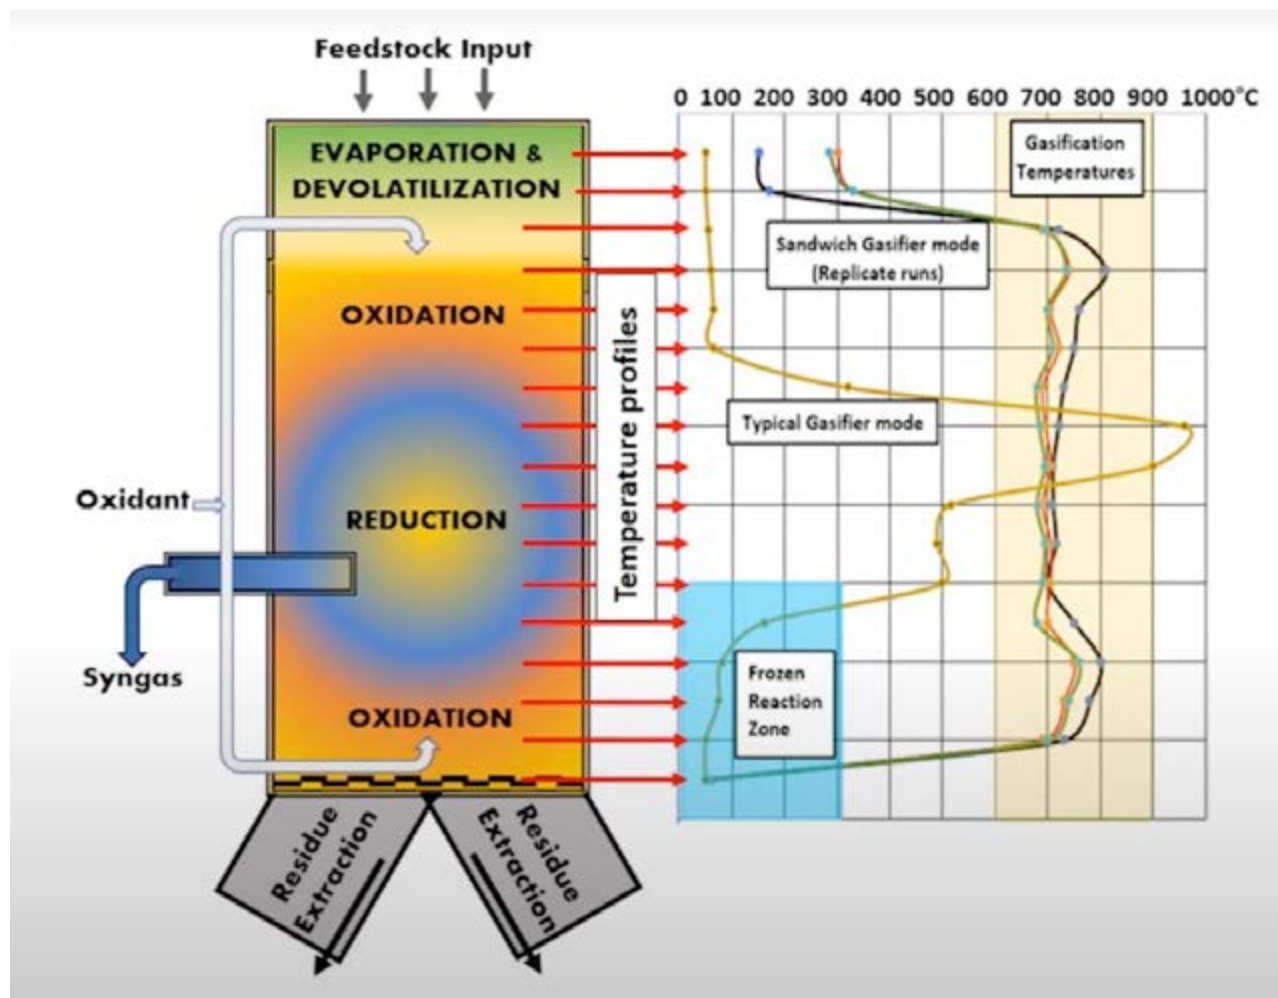 Feedstock Input
0 100 200 300 400 500 600 700 800 900 1000°C
EVAPORATION &
DEVOLATILIZATION
Gasification
Temperatures
Sandwich Gasifier mode
(Replicate runs)
OXIDATION
Temperature profiles
Typical Gasifier mode
Oxidant
REDUCTION
Syngas
Frozen
Reaction
Zone
OXIDATION
Residue
Extraction
Residue
Extraction